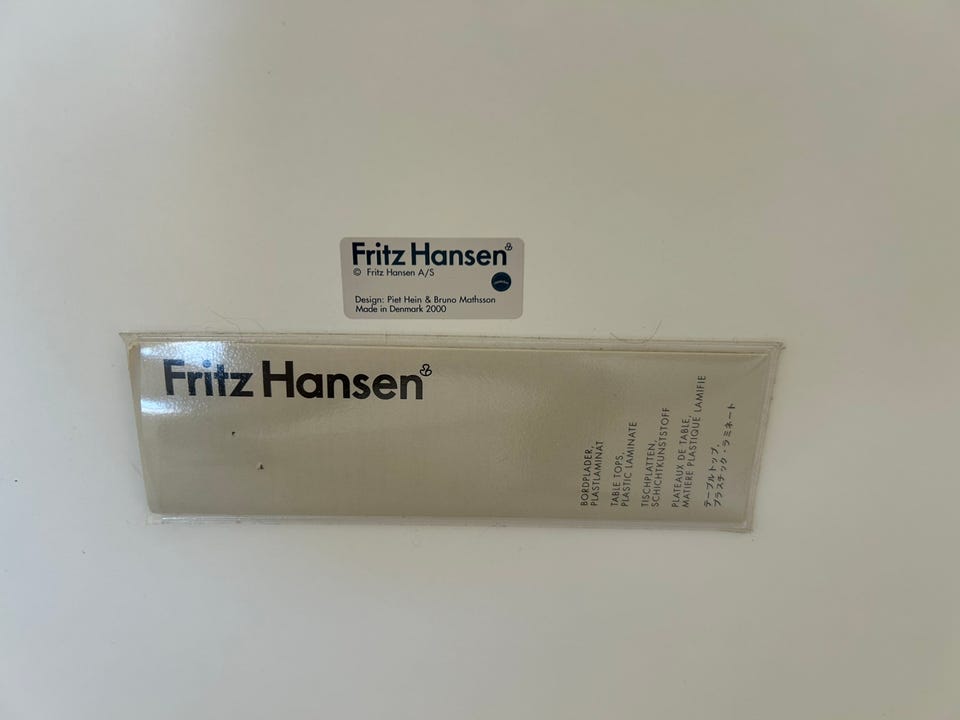 Fritz Hansen
© Fritz Hansen A/S
Design: Piet Hein & Bruno Mathsson
Made in Denmark 2000
Fritz Hansen
BORDPLADER,
PLASTLAMINAT
TABLE TOPS,
PLASTIC LAMINATE
TISCHPLATTEN,
SCHICHTKUNSTSTOFF
PLATEAUX DE TABLE,
MATIERE PLASTIQUE LAMIFIE
テーブルトップ、
プラスチック・ラミネート